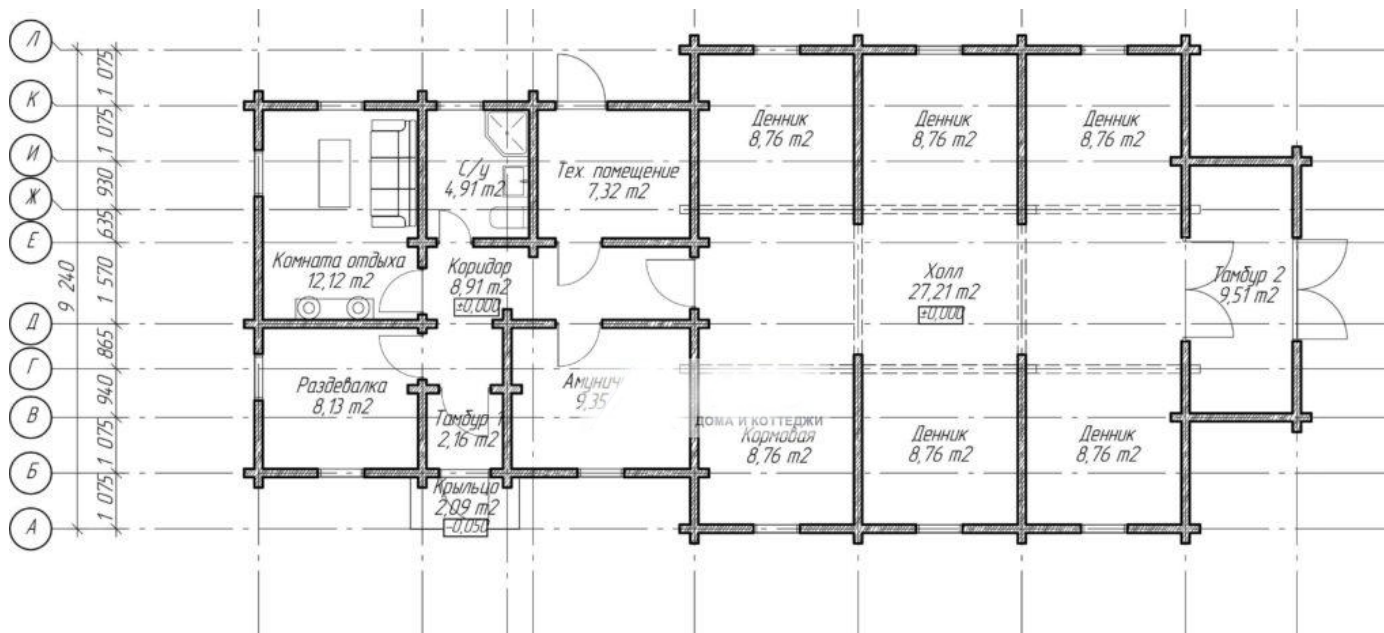 Л
К
И
Ж
Е
Д
Г
В
Б
А
1 075
1 075
930
635
1 570
865
940
1 075
1 075
9 240
Комната отдыха
12,12 m2
С/у
4,91 m2
Тех. помещение
7,32 m2
Коридор
8,91 m2
±0,000
Раздевалка
8,13 m2
Тамбур 1
2,16 m2
Крыльцо
2,09 m2
-0,050
9,35
Денник
8,76 m2
Денник
8,76 m2
Денник
8,76 m2
Холл
27,21 m2
±0,000
Тамбур 2
9,51 m2
ДОМА И КОТТЕДЖИ
Кормовая
8,76 m2
Денник
8,76 m2
Денник
8,76 m2